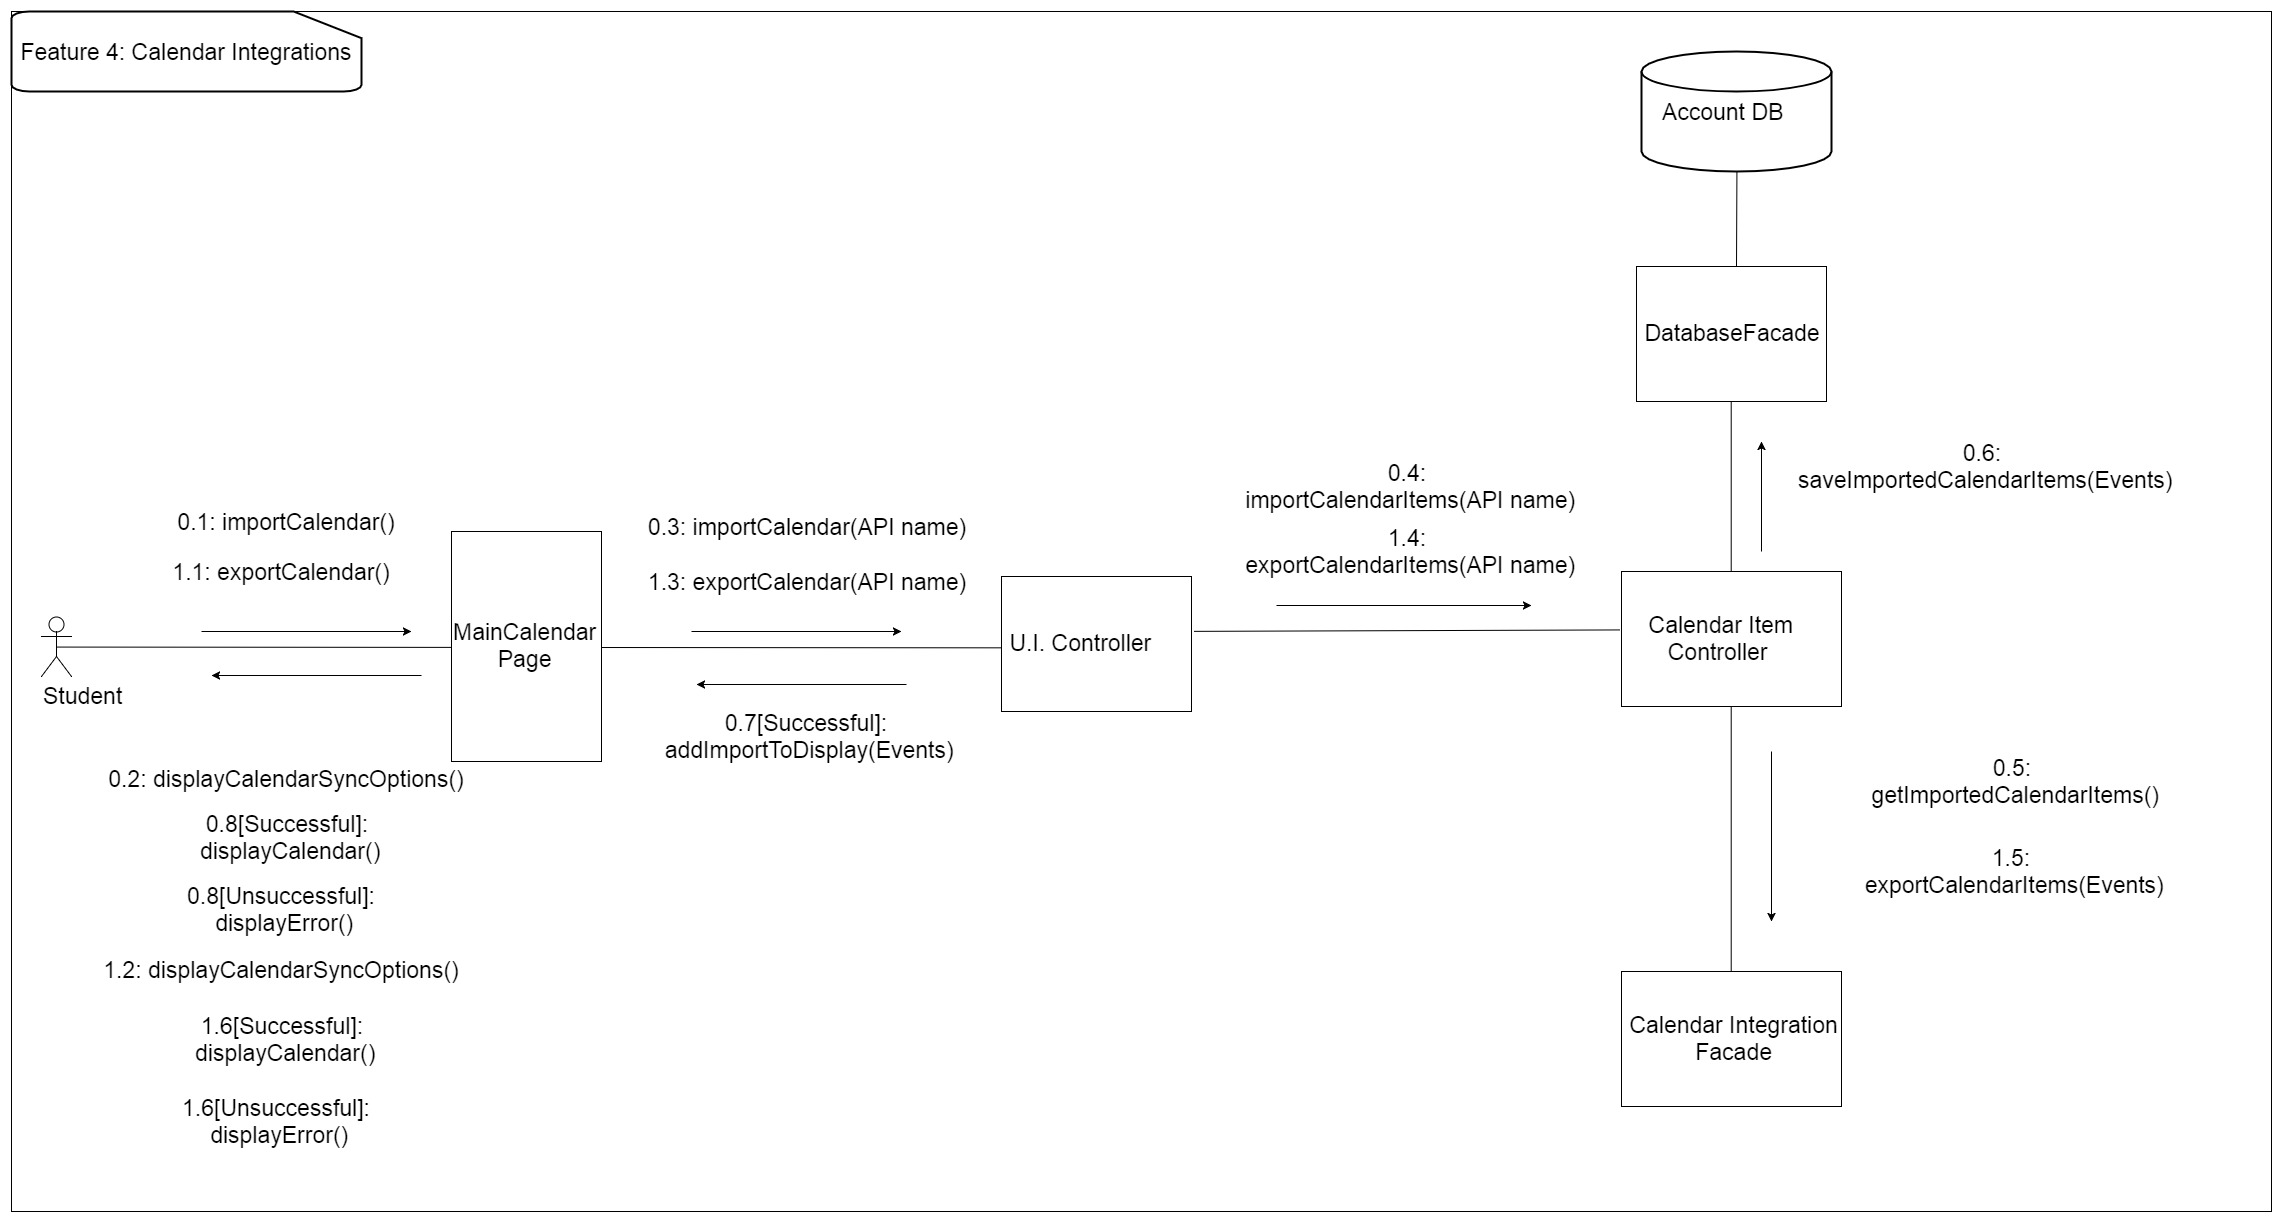 Feature 4: Calendar Integrations
Account DB
DatabaseFacade
0.6:
saveImportedCalendarItems(Events)
0.4:
importCalendarItems(API name)
1.4:
exportCalendarItems(API name)
0.1: importCalendar()
1.1: exportCalendar()
0.3: importCalendar(API name)
1.3: exportCalendar(API name)
Student
MainCalendar
Page
U.I. Controller
Calendar Item
Controller
0.7[Successful]:
addImportToDisplay(Events)
0.2: displayCalendarSyncOptions()
0.8[Successful]:
displayCalendar()
0.8[Unsuccessful]:
displayError()
1.2: displayCalendarSyncOptions()
1.6[Successful]:
displayCalendar()
1.6[Unsuccessful]:
displayError()
0.5:
getImportedCalendarItems()
1.5:
exportCalendarItems(Events)
Calendar Integration
Facade